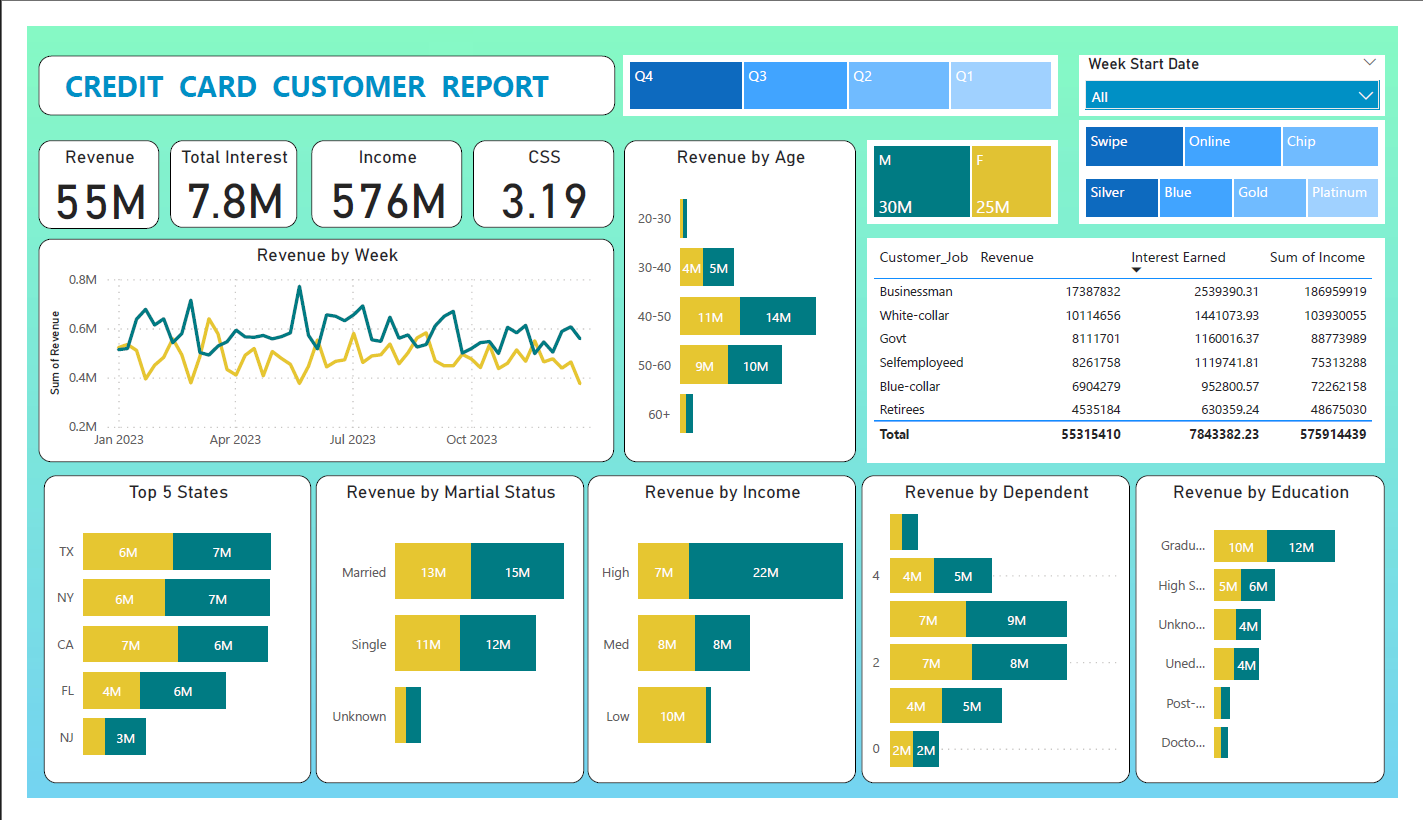 CREDIT CARD CUSTOMER REPORT
Q4 Q3 Q2 Q1
Week Start Date
All
Revenue
55M
Total Interest
7.8M
Income
576M
CSS
3.19
Revenue by Age
20-30
30-40 4M 5M
40-50 11M 14M
50-60 9M 10M
60+
M
30M
F
25M
Swipe Online Chip
Silver Blue Gold Platinum
Revenue by Week
Sum of Revenue
0.8M
0.6M
0.4M
0.2M
Jan 2023 Apr 2023 Jul 2023 Oct 2023
Customer_Job Revenue Interest Earned Sum of Income
Businessman 17387832 2539390.31 186959919
White-collar 10114656 1441073.93 103930055
Govt 8111701 1160016.37 88773989
Selfemployeed 8261758 1119741.81 75313288
Blue-collar 6904279 952800.57 72262158
Retirees 4535184 630359.24 48675030
Total 55315410 7843382.23 575914439
Top 5 States
TX 6M 7M
NY 6M 7M
CA 7M 6M
FL 4M 6M
NJ 3M
Revenue by Martial Status
Married 13M 15M
Single 11M 12M
Unknown
Revenue by Income
High 7M 22M
Med 8M 8M
Low 10M
Revenue by Dependent
4 4M 5M
7M 9M
2 7M 8M
4M 5M
0 2M 2M
Revenue by Education
Gradu... 10M 12M
High S... 5M 6M
Unkno... 4M
Uned... 4M
Post-...
Docto...